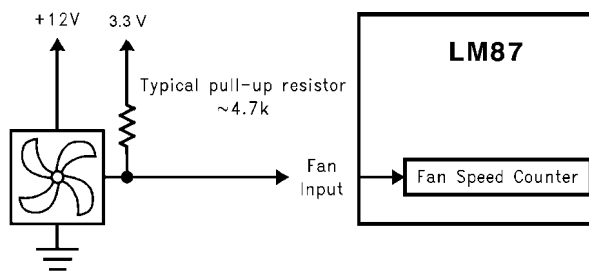 +12V
3.3 V
LM87
Typical pull-up resistor
~4.7k
Fan
Input
Fan Speed Counter